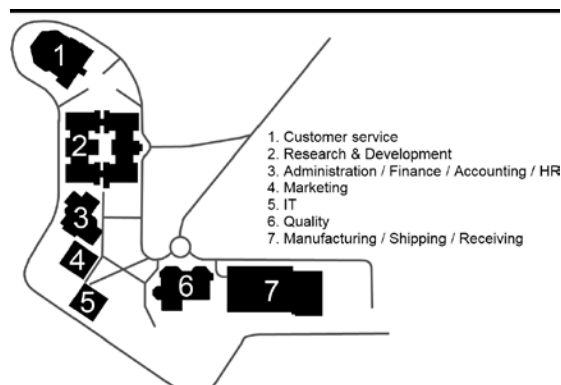 1
2
3
4
5
6
7
1. Customer service
2. Research & Development
3. Administration / Finance / Accounting / HR
4. Marketing
5. IT
6. Quality
7. Manufacturing / Shipping / Receiving